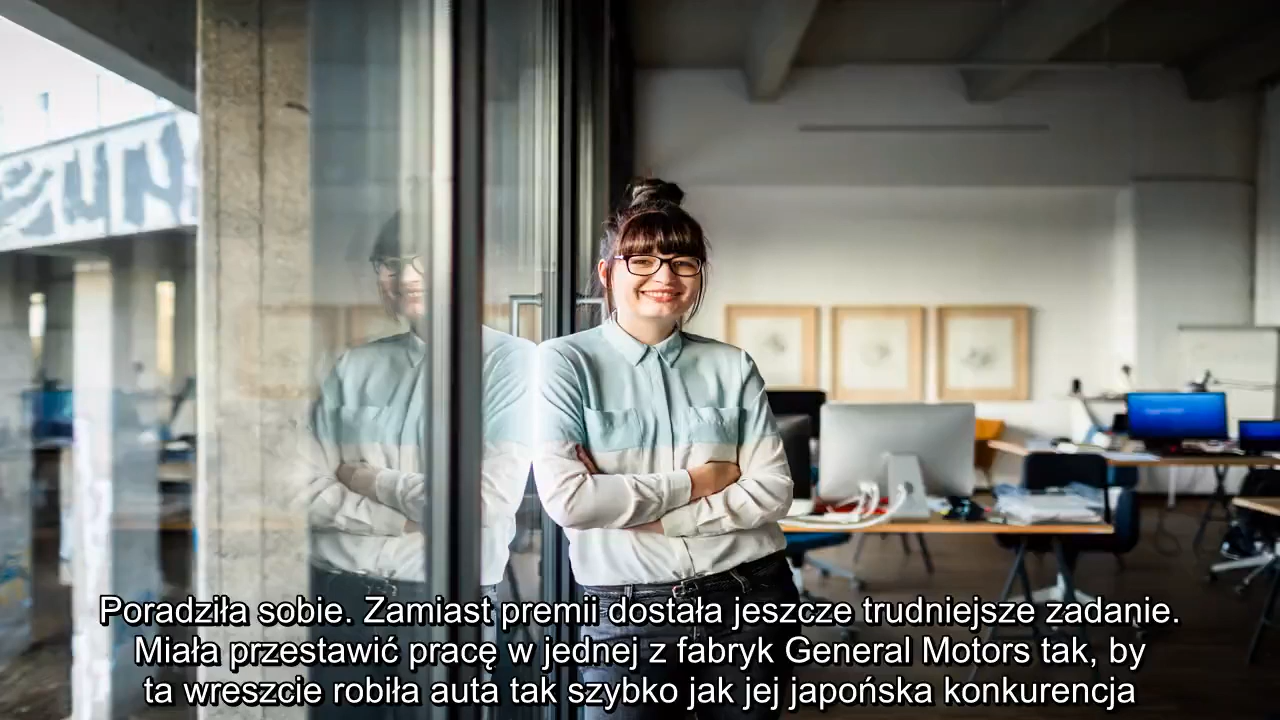 Poradziła sobie. Zamiast premii dostała jeszcze trudniejsze zadanie.
Miała przestawić pracę w jednej z fabryk General Motors tak, by
ta wreszcie robiła auta tak szybko jak jej japońska konkurencja